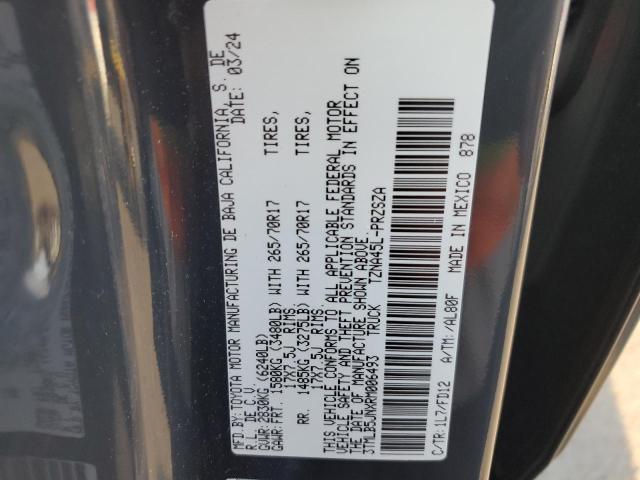 MFD.BY:TOYOTA MOTOR MANUFACTURING DE BAJA CALIFORNIA, S. DE
R.L. DE C.V. DATE: 03/24
GVWR:2830KG (6240LB)
GAWR:FRT. 1580KG (3480LB) WITH 265/70R17 TIRES,
17X7.5J RIMS
RR. 1485KG (3275LB) WITH 265/70R17 TIRES,
17X7.5J RIMS.
THIS VEHICLE CONFORMS TO ALL APPLICABLE FEDERAL MOTOR
VEHICLE SAFETY AND THEFT PREVENTION STANDARDS IN EFFECT ON
THE DATE OF MANUFACTURE SHOWN ABOVE.
3TMLB5JNXRM006493 TRUCK TZNA45L-PRZSZA
C/TR:1L7/FD12 A/TM:/AL80F MADE IN MEXICO 878